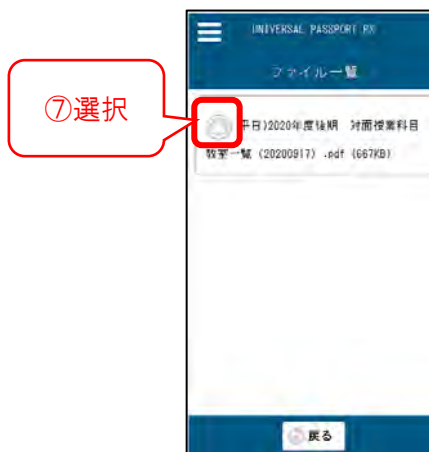 UNIVERSAL PASSPORT RX
ファイル一覧
⑦選択
平日)2020年度後期 対面授業科目
教室一覧 (20200917) .pdf (667KB)
戻る